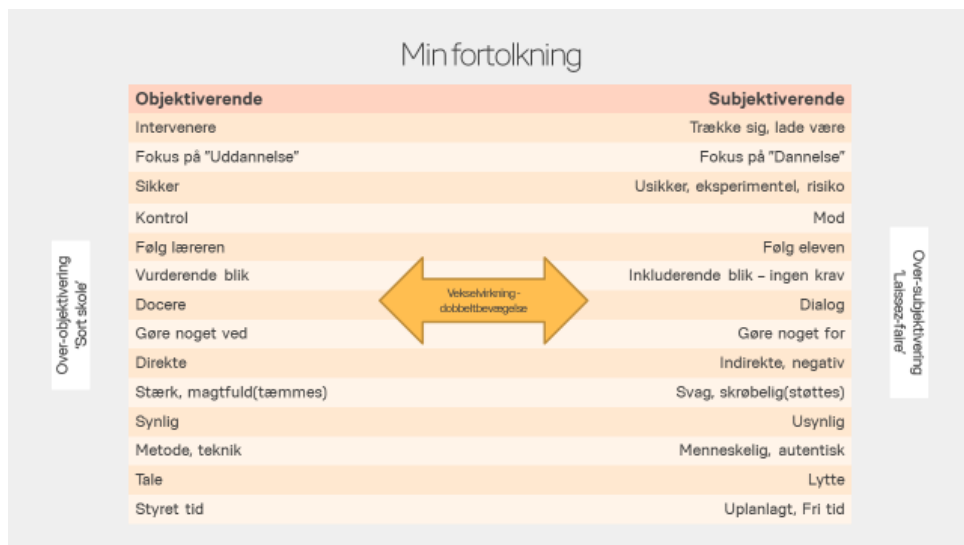 Min fortolkning
Objektiverende Subjektiverende
Intervenere Trække sig, lade være
Fokus på "Uddannelse" Fokus på "Dannelse"
Sikker Usikker, eksperimentel, risiko
Kontrol Mod
Følg læreren Følg eleven
Vurderende blik Inkluderende blik – ingen krav
Docere Dialog
Gøre noget ved Gøre noget for
Direkte Indirekte, negativ
Stærk, magtfuld(tæmmes) Svag, skrøbelig(støttes)
Synlig Usynlig
Metode, teknik Menneskelig, autentisk
Tale Lytte
Styret tid Uplanlagt, Fri tid
Vekselvirkning -
dobbeltbevægelse
Over-objektivering
'Sort skole'
Over-subjektivering
'Laissez-faire'